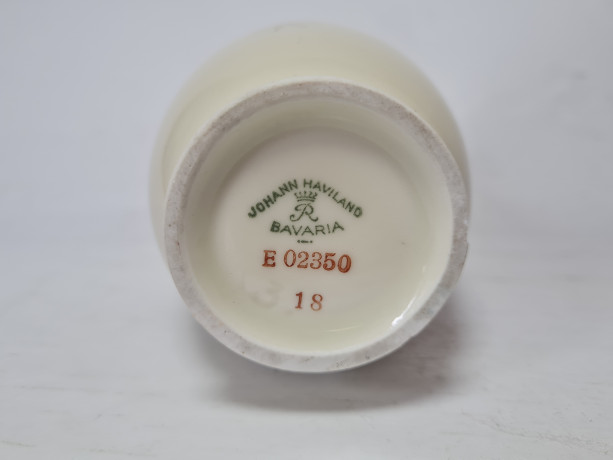 JOHANN HAVILAND
R
BAVARIA
E 02350
18